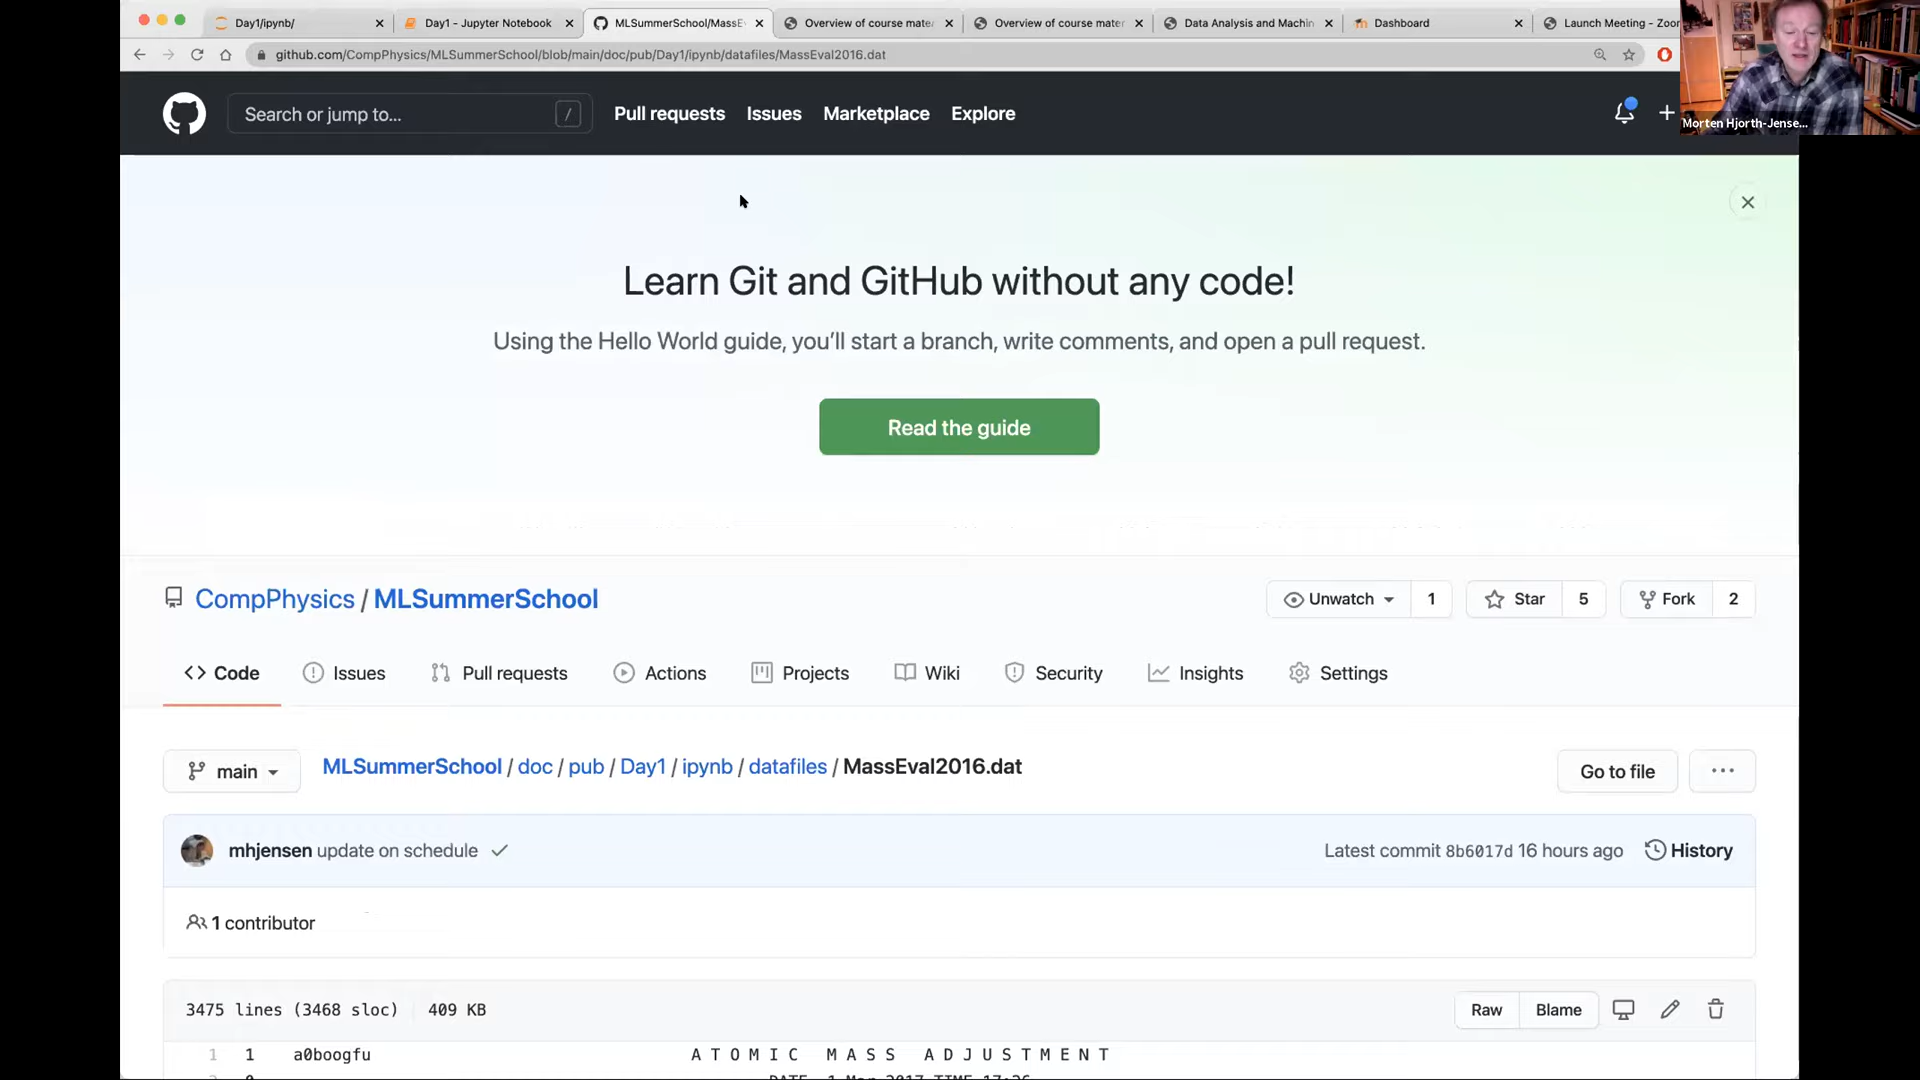 Day1/ipynb/
Day1 - Jupyter Notebook
MLSummerSchool/MassE
Overview of course mate
Overview of course mater
Data Analysis and Machin
Dashboard
Launch Meeting - Zoo
github.com/CompPhysics/MLSummerSchool/blob/main/doc/pub/Day1/ipynb/datafiles/MassEval2016.dat
Search or jump to... /
Pull requests Issues Marketplace Explore
Morten Hjorth-Jense...
Learn Git and GitHub without any code!
Using the Hello World guide, you’ll start a branch, write comments, and open a pull request.
Read the guide
CompPhysics / MLSummerSchool
Unwatch 1 Star 5 Fork 2
Code Issues Pull requests Actions Projects Wiki Security Insights Settings
main MLSummerSchool / doc / pub / Day1 / ipynb / datafiles / MassEval2016.dat Go to file ...
mhjensen update on schedule Latest commit 8b6017d 16 hours ago History
1 contributor
3475 lines (3468 sloc) 409 KB Raw Blame
1 1 a0boogfu A T O M I C M A S S A D J U S T M E N T